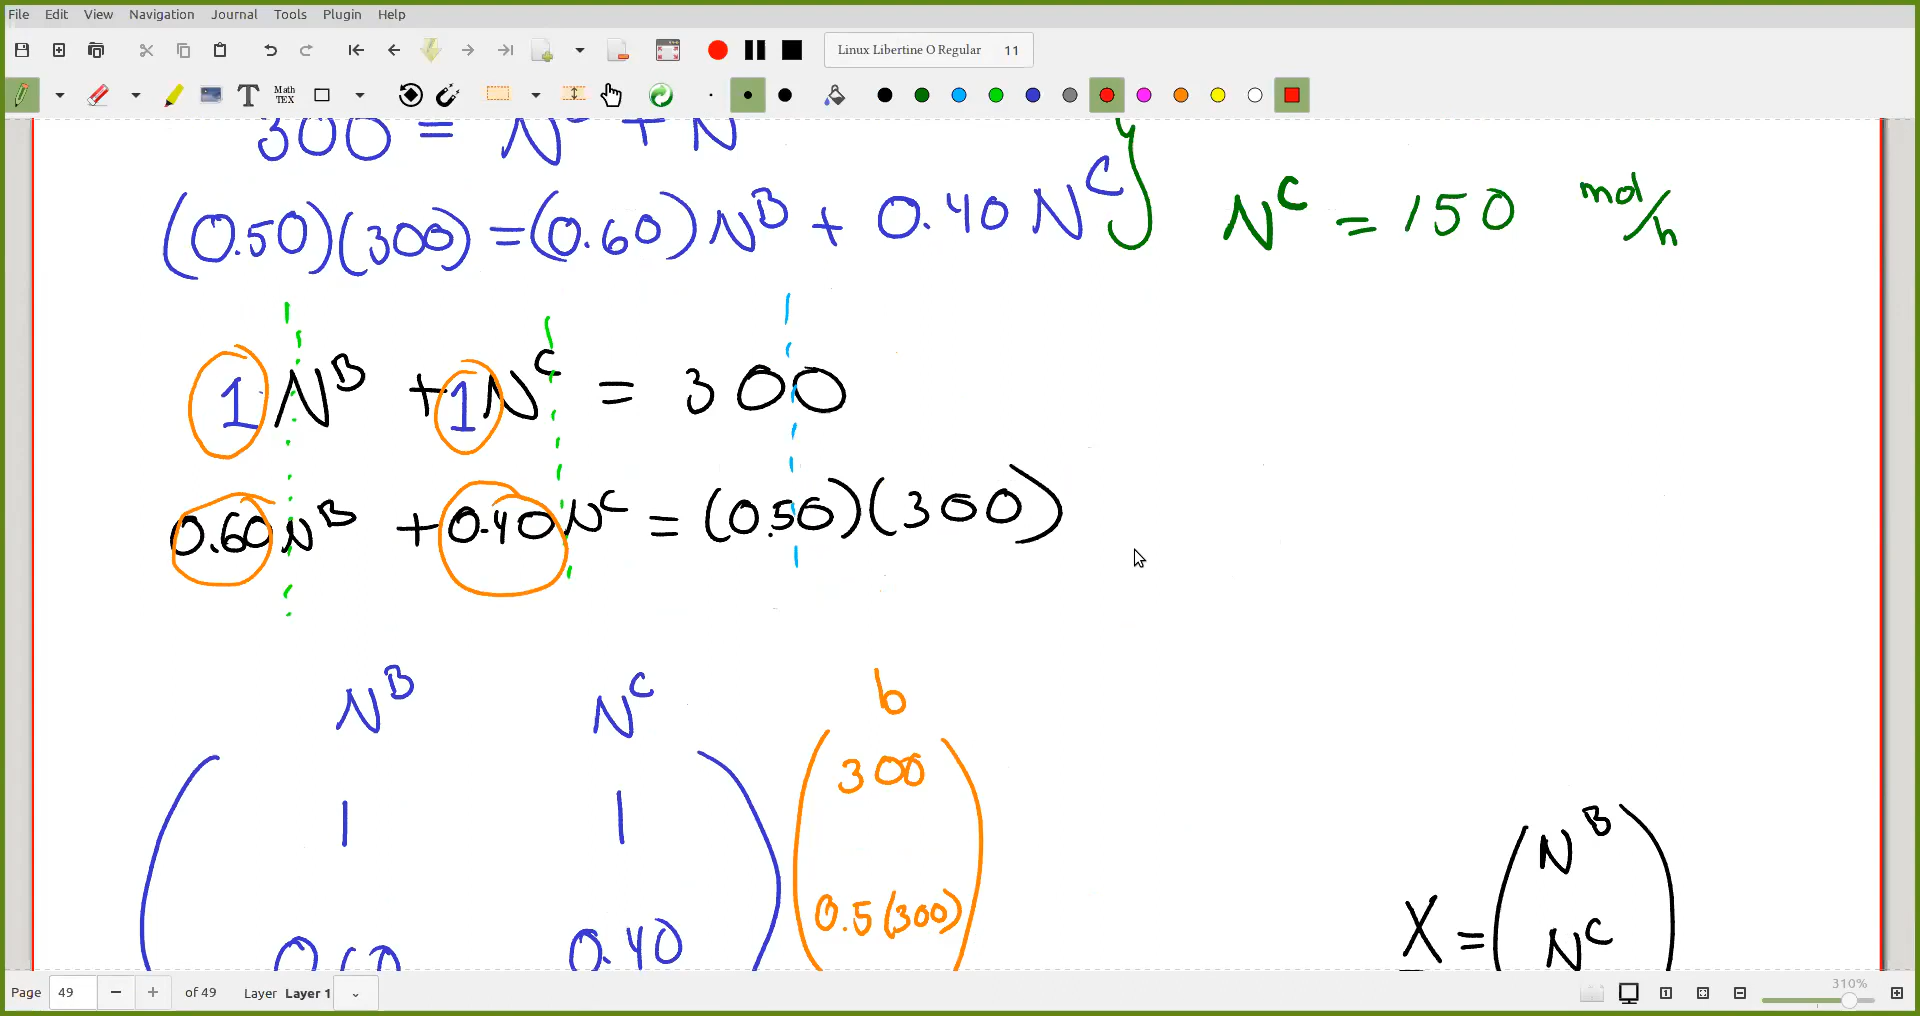 File Edit View Navigation Journal Tools Plugin Help
Linux Libertine O Regular 11
T Math TEX
300 = N^C + N
(0.50)(300) = (0.60) N^B + 0.40 N^C
N^C = 150 mol/h
1 N^B + 1 N^C = 300
0.60 N^B + 0.40 N^C = (0.50)(300)
N^B N^C b
1 1 300
0.60 0.40 0.5(300)
X = ( N^B
N^C
Page 49 of 49 Layer Layer 1 310%